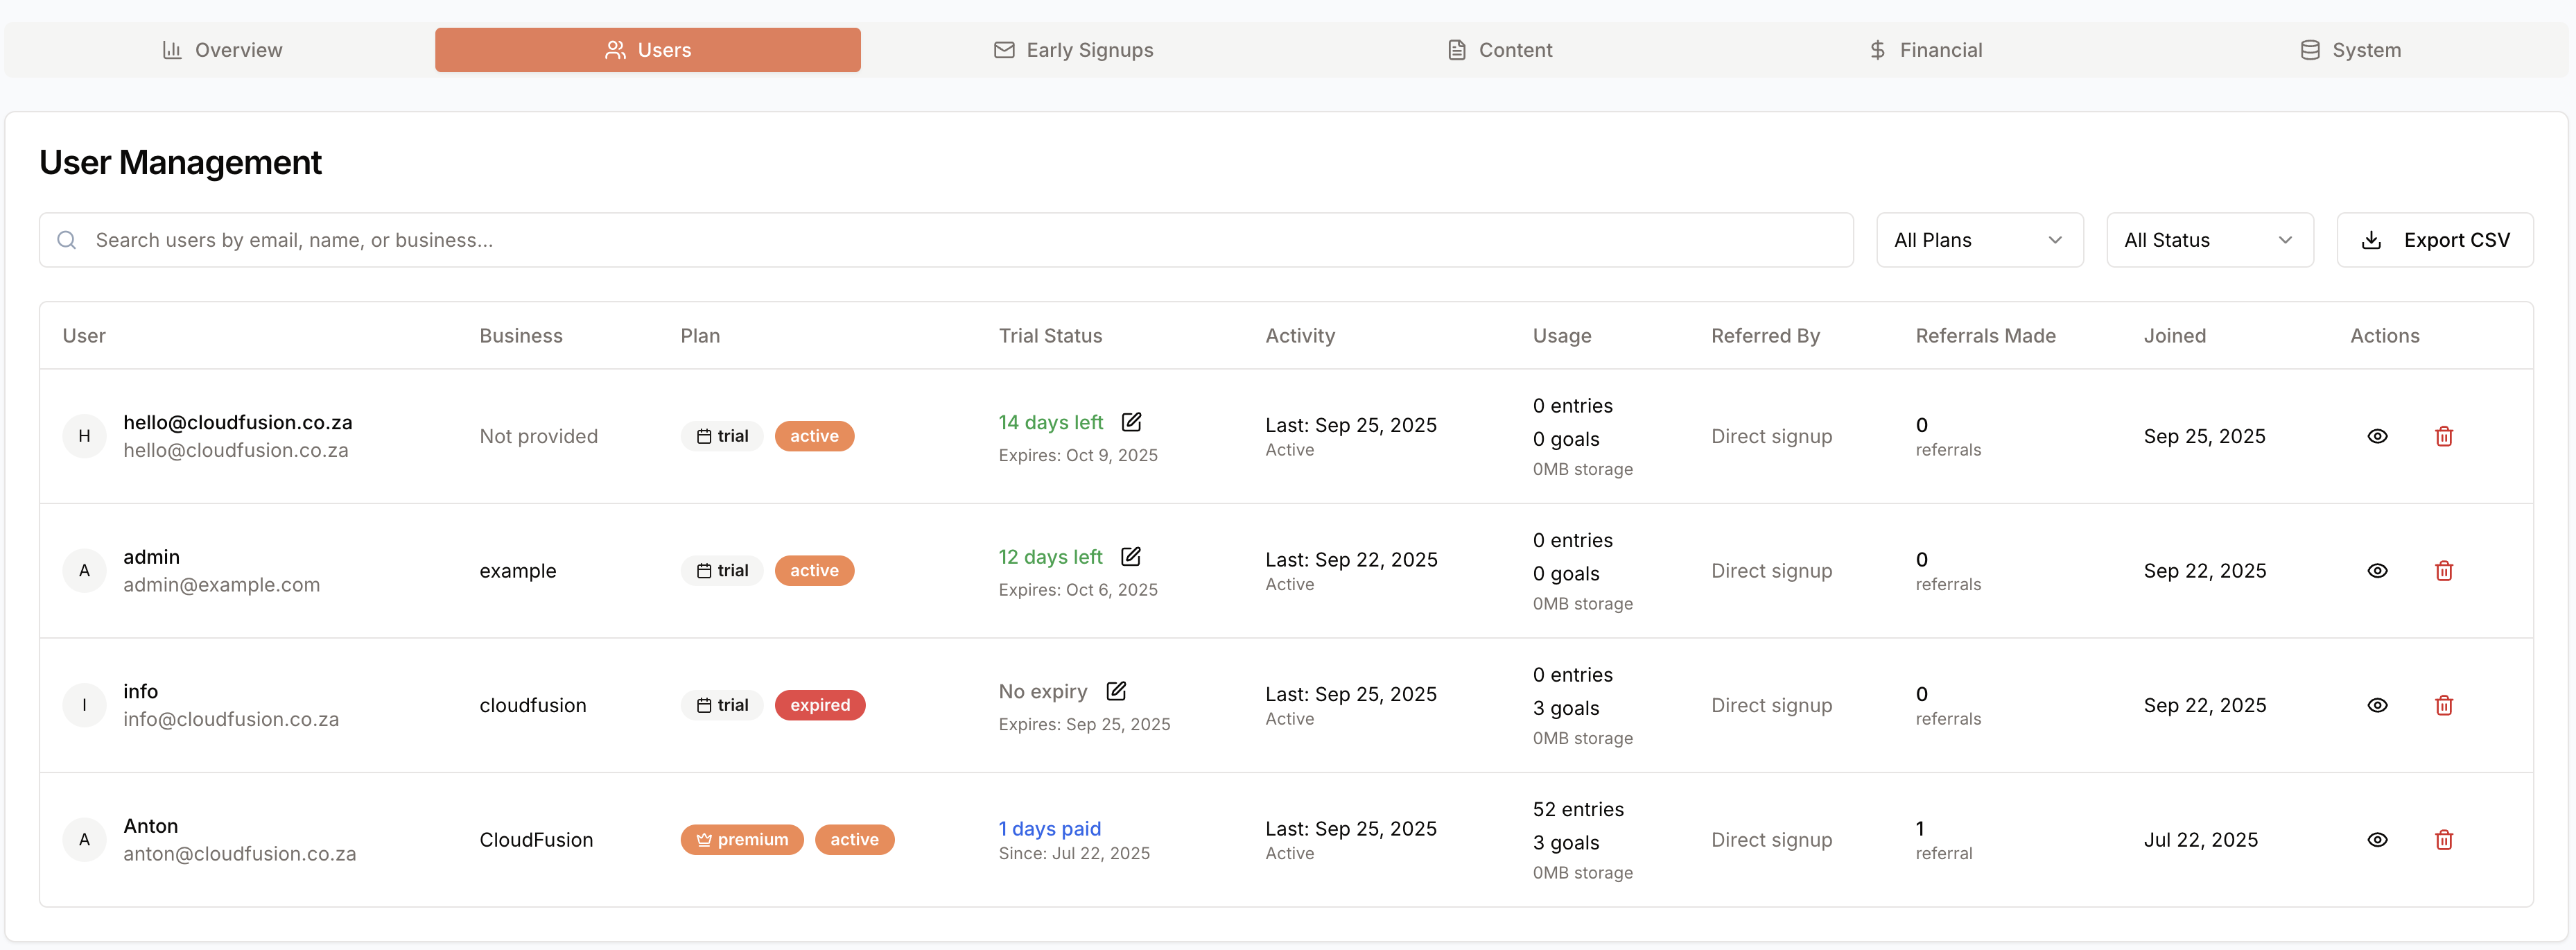 Overview
Users
Early Signups
Content
Financial
System
User Management
Search users by email, name, or business...
All Plans
All Status
Export CSV
User Business Plan Trial Status Activity Usage Referred By Referrals Made Joined Actions
H
hello@cloudfusion.co.za
hello@cloudfusion.co.za
Not provided
trial
active
14 days left
Expires: Oct 9, 2025
Last: Sep 25, 2025
Active
0 entries
0 goals
0MB storage
Direct signup
0
referrals
Sep 25, 2025
A
admin
admin@example.com
example
trial
active
12 days left
Expires: Oct 6, 2025
Last: Sep 22, 2025
Active
0 entries
0 goals
0MB storage
Direct signup
0
referrals
Sep 22, 2025
I
info
info@cloudfusion.co.za
cloudfusion
trial
expired
No expiry
Expires: Sep 25, 2025
Last: Sep 25, 2025
Active
0 entries
3 goals
0MB storage
Direct signup
0
referrals
Sep 22, 2025
A
Anton
anton@cloudfusion.co.za
CloudFusion
premium
active
1 days paid
Since: Jul 22, 2025
Last: Sep 25, 2025
Active
52 entries
3 goals
0MB storage
Direct signup
1
referral
Jul 22, 2025